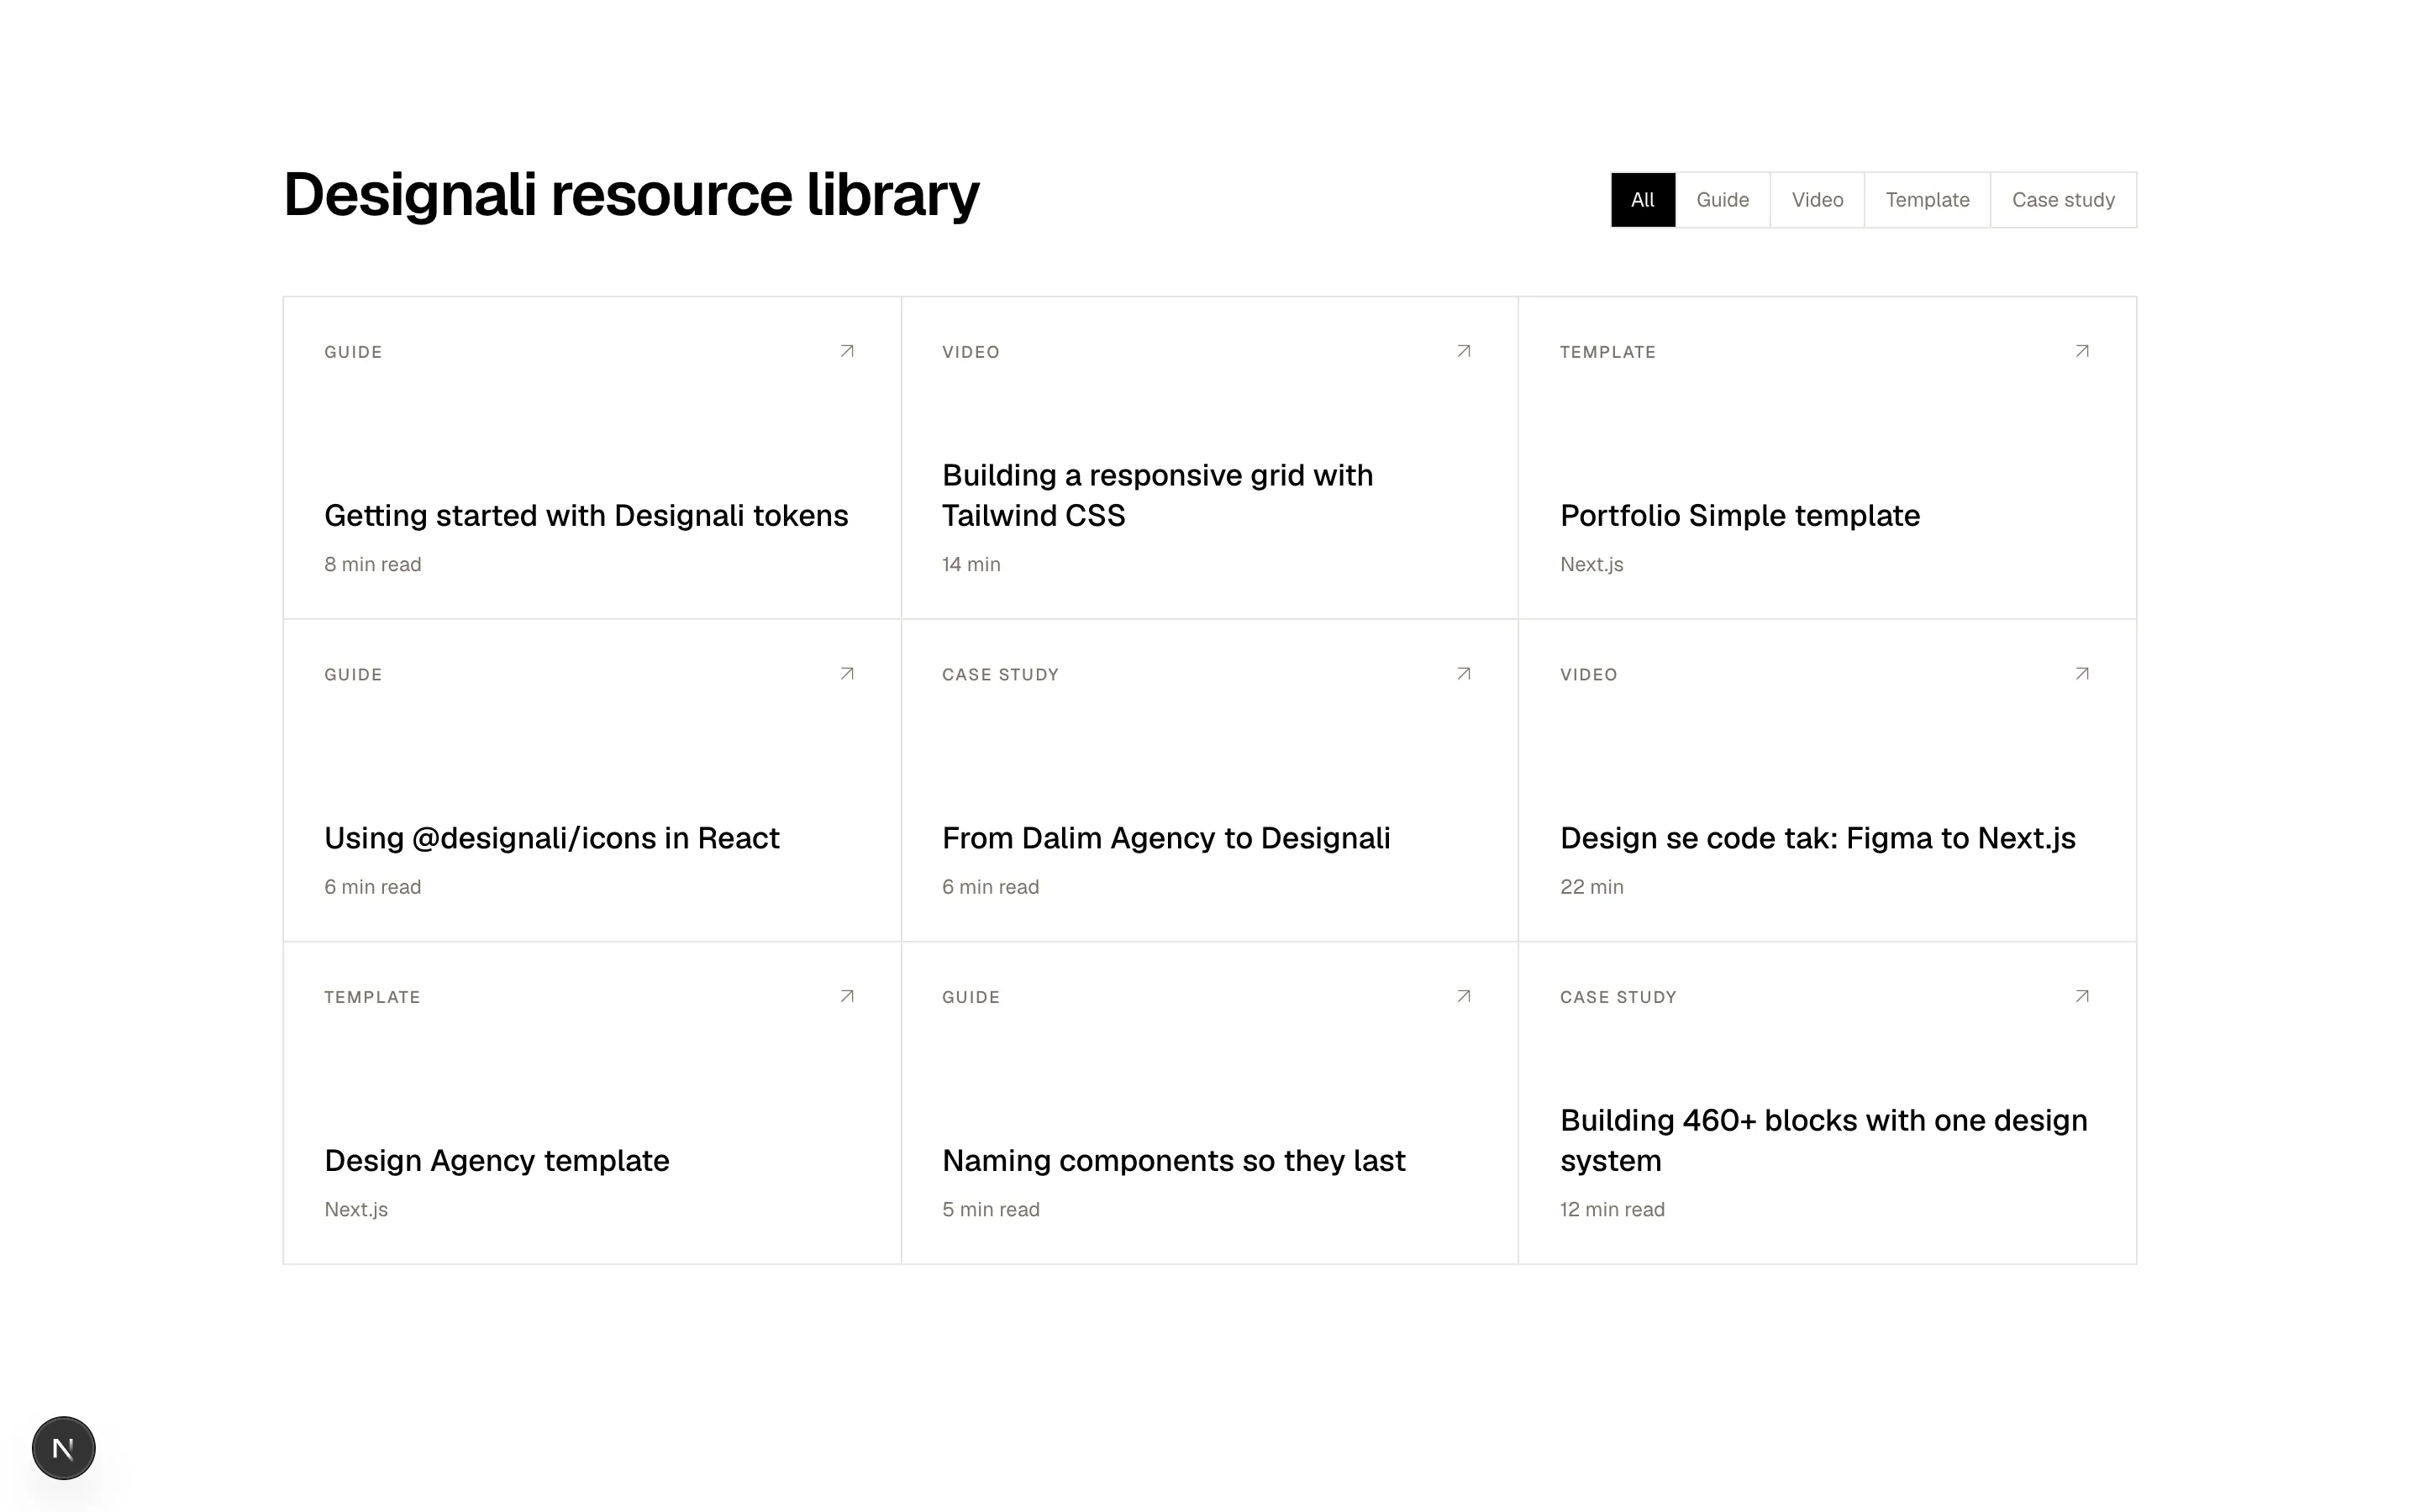 Designali resource library
All Guide Video Template Case study
GUIDE
Getting started with Designali tokens
8 min read
VIDEO
Building a responsive grid with
Tailwind CSS
14 min
TEMPLATE
Portfolio Simple template
Next.js
GUIDE
Using @designali/icons in React
6 min read
CASE STUDY
From Dalim Agency to Designali
6 min read
VIDEO
Design se code tak: Figma to Next.js
22 min
TEMPLATE
Design Agency template
Next.js
GUIDE
Naming components so they last
5 min read
CASE STUDY
Building 460+ blocks with one design
system
12 min read
N